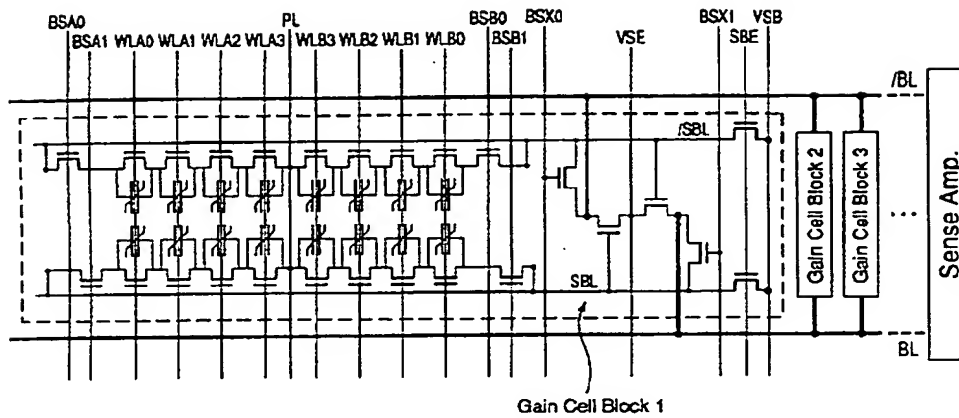 BSA0
BSA1
WLA0
WLA1
WLA2
WLA3
PL
WLB3
WLB2
WLB1
WLB0
BSB0
BSB1
BSX0
VSE
BSX1
SBE
VSB
/BL
/SBL
SBL
BL
Gain Cell Block 2
Gain Cell Block 3
...
Sense Amp.
Gain Cell Block 1